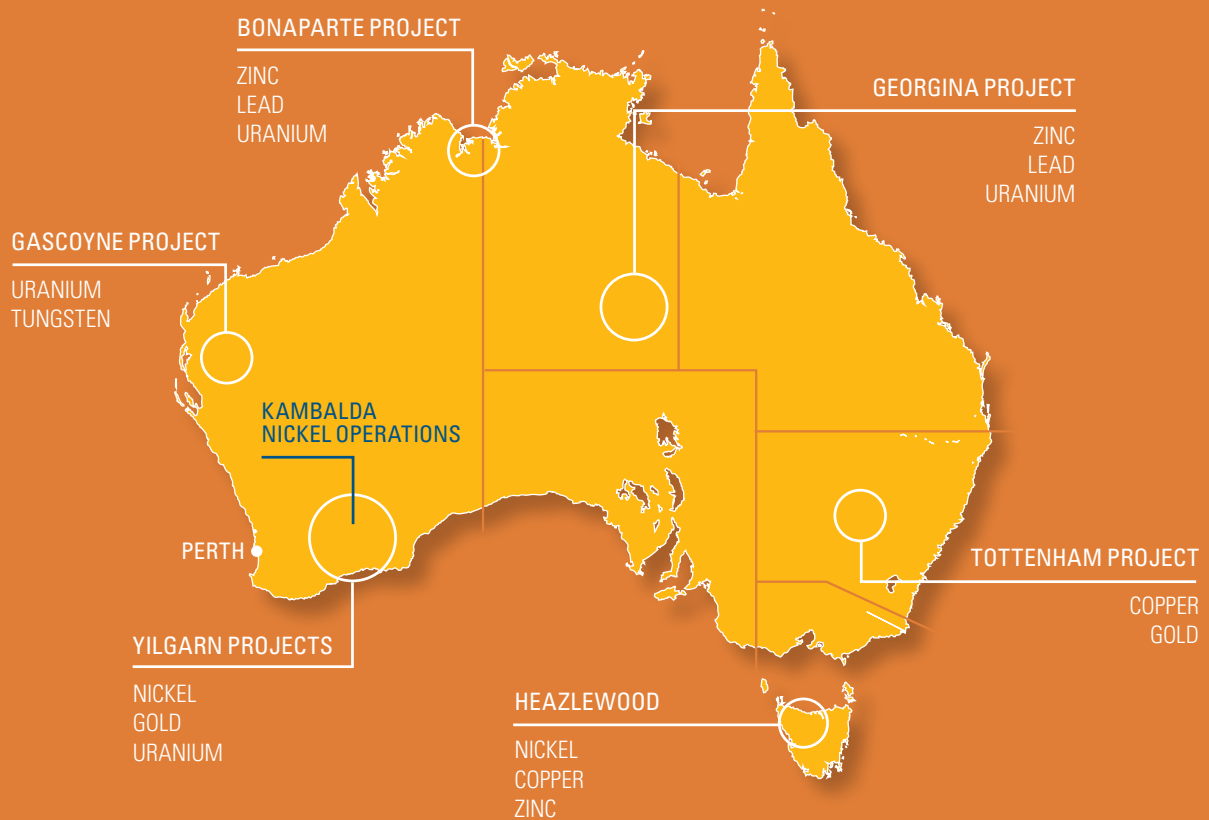 BONAPARTE PROJECT
ZINC
LEAD
URANIUM
GEORGINA PROJECT
ZINC
LEAD
URANIUM
GASCOYNE PROJECT
URANIUM
TUNGSTEN
KAMBALDA
NICKEL OPERATIONS
PERTH
TOTTENHAM PROJECT
COPPER
GOLD
YILGARN PROJECTS
NICKEL
GOLD
URANIUM
HEAZLEWOOD
NICKEL
COPPER
ZINC